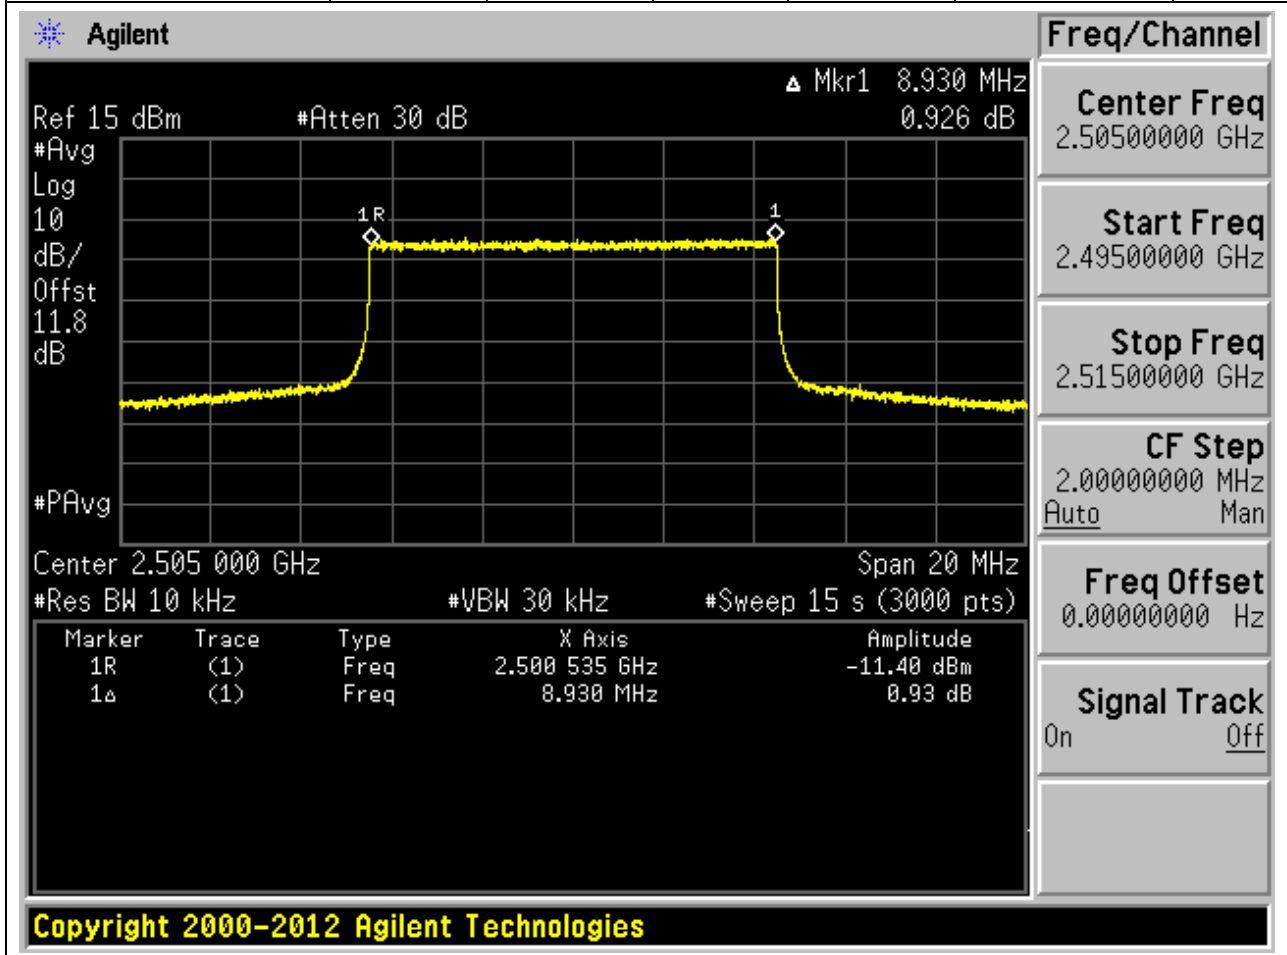 Agilent
Freq/Channel
Δ Mkr1 8.930 MHz
Ref 15 dBm #Atten 30 dB 0.926 dB
#Avg
Log
10
dB/
Offst
11.8
dB
1R 1
#PAvg
Center 2.505 000 GHz Span 20 MHz
#Res BW 10 kHz #VBW 30 kHz #Sweep 15 s (3000 pts)
Marker Trace Type X Axis Amplitude
1R (1) Freq 2.500 535 GHz -11.40 dBm
1Δ (1) Freq 8.930 MHz 0.93 dB
Center Freq
2.50500000 GHz
Start Freq
2.49500000 GHz
Stop Freq
2.51500000 GHz
CF Step
2.00000000 MHz
Auto Man
Freq Offset
0.00000000 Hz
Signal Track
On Off
Copyright 2000-2012 Agilent Technologies